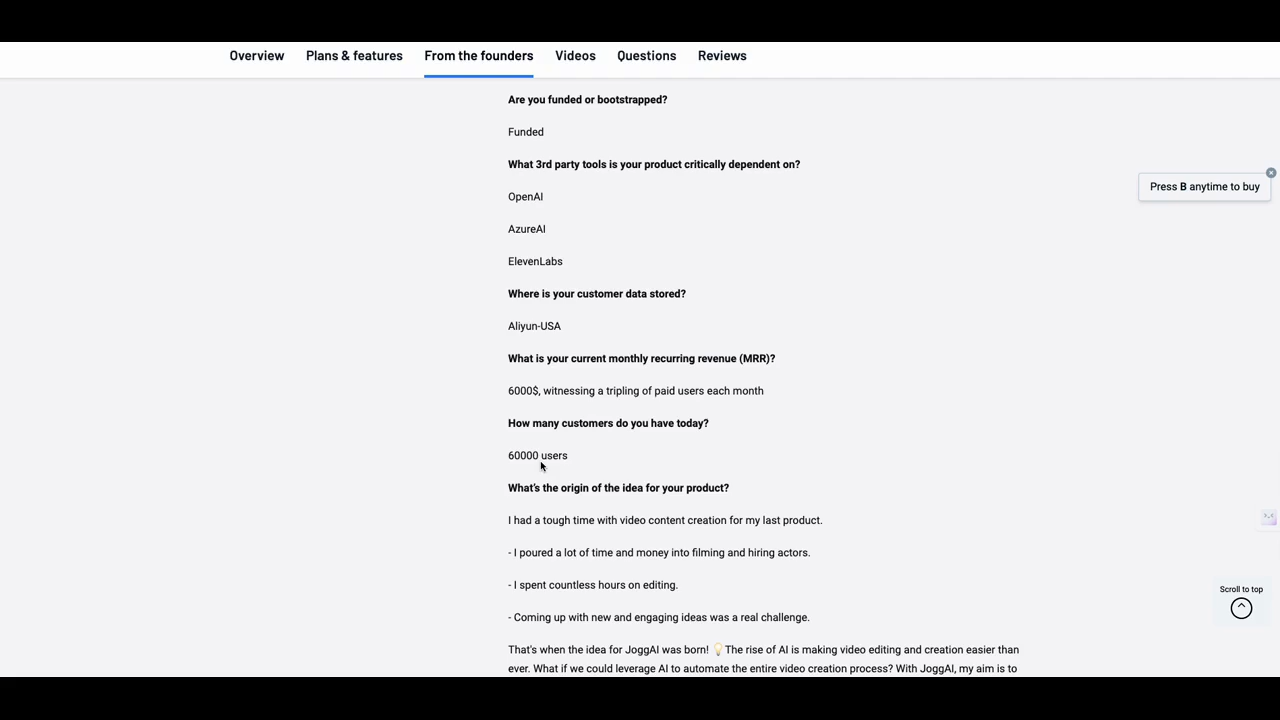 Overview Plans & features From the founders Videos Questions Reviews
Are you funded or bootstrapped?
Funded
What 3rd party tools is your product critically dependent on?
Press B anytime to buy
OpenAI
AzureAI
ElevenLabs
Where is your customer data stored?
Aliyun-USA
What is your current monthly recurring revenue (MRR)?
6000$, witnessing a tripling of paid users each month
How many customers do you have today?
60000 users
What's the origin of the idea for your product?
I had a tough time with video content creation for my last product.
- I poured a lot of time and money into filming and hiring actors.
- I spent countless hours on editing.
Scroll to top
- Coming up with new and engaging ideas was a real challenge.
That's when the idea for JoggAI was born! 💡The rise of AI is making video editing and creation easier than
ever. What if we could leverage AI to automate the entire video creation process? With JoggAI, my aim is to